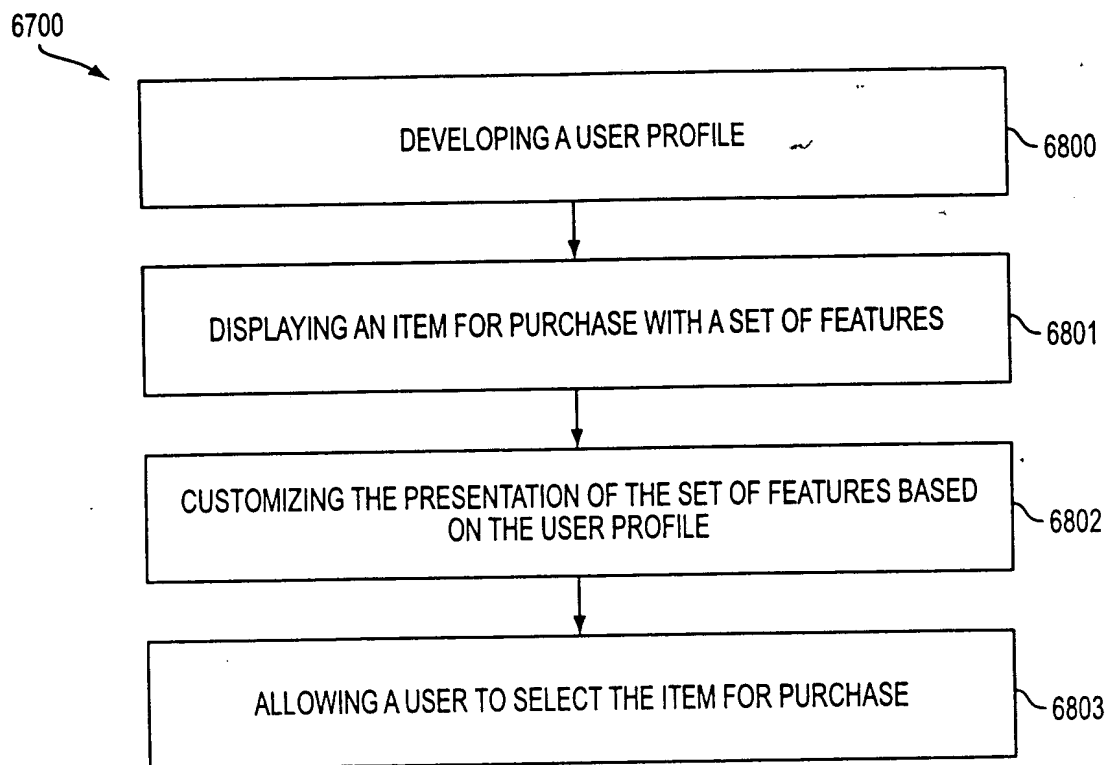 6700
DEVELOPING A USER PROFILE
6800
DISPLAYING AN ITEM FOR PURCHASE WITH A SET OF FEATURES
6801
CUSTOMIZING THE PRESENTATION OF THE SET OF FEATURES BASED
ON THE USER PROFILE
6802
ALLOWING A USER TO SELECT THE ITEM FOR PURCHASE
6803